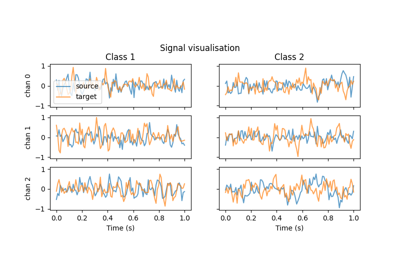 Signal visualisation
Class 1
Class 2
chan 0
1
0
−1
source
target
chan 1
1
0
−1
chan 2
1
0
−1
0.0 0.2 0.4 0.6 0.8 1.0
0.0 0.2 0.4 0.6 0.8 1.0
Time (s)
Time (s)